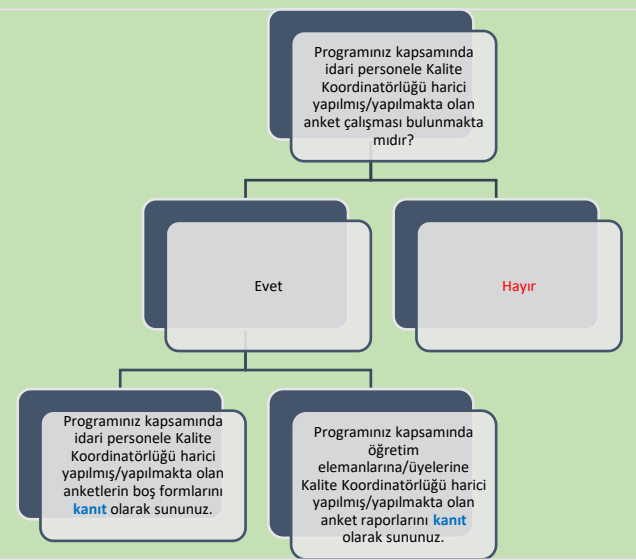 Programınız kapsamında
idari personele Kalite
Koordinatörlüğü harici
yapılmış/yapılmakta olan
anket çalışması bulunmakta
mıdır?
Evet
Hayır
Programınız kapsamında
idari personele Kalite
Koordinatörlüğü harici
yapılmış/yapılmakta olan
anketlerin boş formlarını
kanıt olarak sununuz.
Programınız kapsamında
öğretim
elemanlarına/üyelerine
Kalite Koordinatörlüğü harici
yapılmış/yapılmakta olan
anket raporlarını kanıt
olarak sununuz.